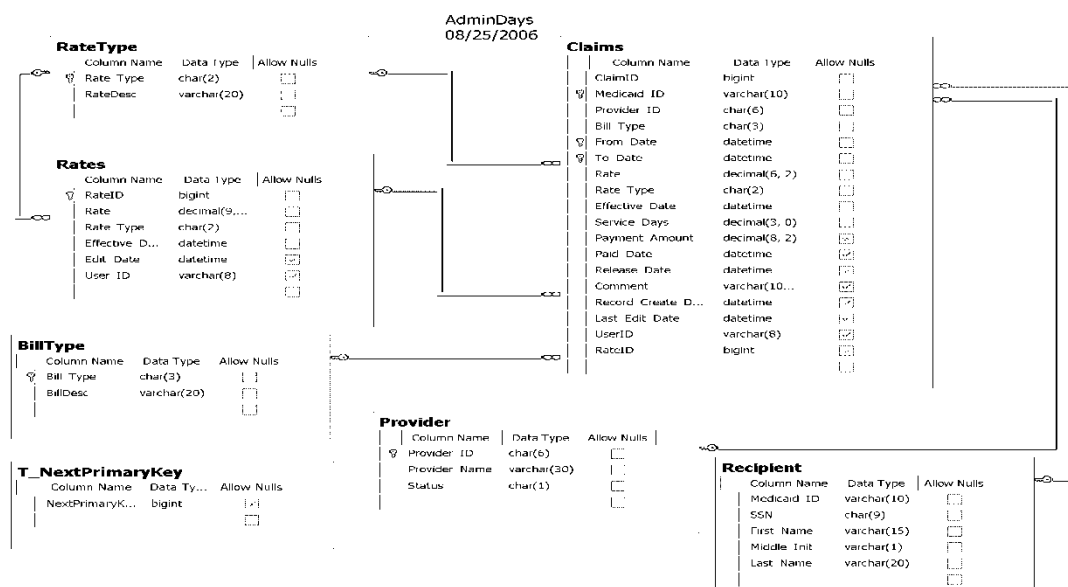 AdminDays
08/25/2006
RateType
Column Name Data Type Allow Nulls
Rate Type char(2)
RateDesc varchar(20)
Rates
Column Name Data Type Allow Nulls
RateID bigint
Rate decimal(9,...
Rate Type char(2)
Effective D... datetime
Edit Date datetime
User ID varchar(8)
BillType
Column Name Data Type Allow Nulls
Bill Type char(3)
BillDesc varchar(20)
T_NextPrimaryKey
Column Name Data Ty... Allow Nulls
NextPrimaryK... bigint
Claims
Column Name Data Type Allow Nulls
ClaimID bigint
Medicaid ID varchar(10)
Provider ID char(6)
Bill Type char(3)
From Date datetime
To Date datetime
Rate decimal(6, 2)
Rate Type char(2)
Effective Date datetime
Service Days decimal(3, 0)
Payment Amount decimal(8, 2)
Paid Date datetime
Release Date datetime
Comment varchar(10...
Record Create D... datetime
Last Edit Date datetime
UserID varchar(8)
RateID bigint
Provider
Column Name Data Type Allow Nulls
Provider ID char(6)
Provider Name varchar(30)
Status char(1)
Recipient
Column Name Data Type Allow Nulls
Medicaid ID varchar(10)
SSN char(9)
First Name varchar(15)
Middle Init varchar(1)
Last Name varchar(20)